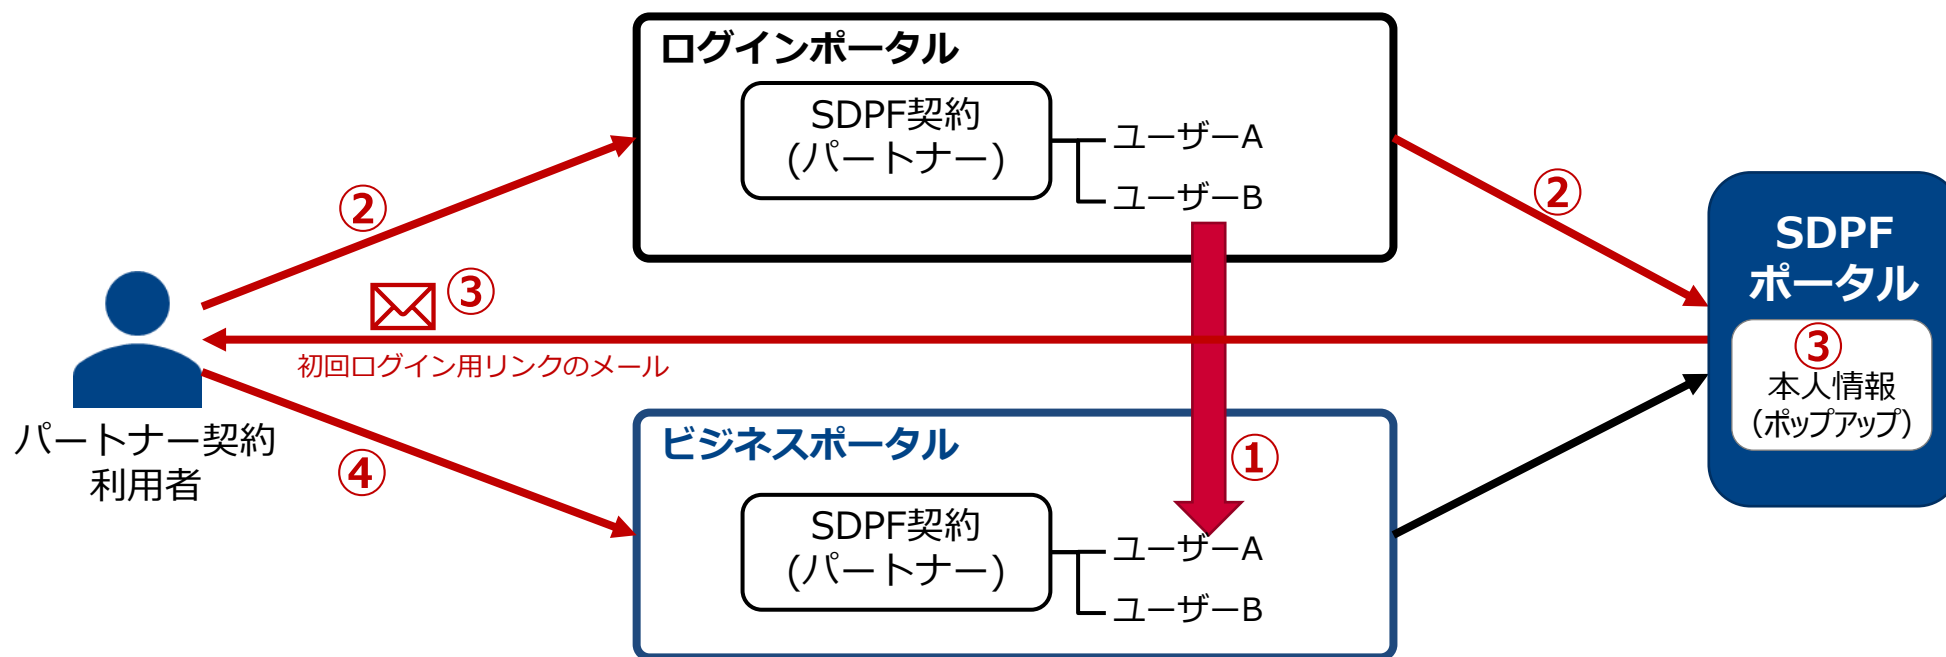 ログインポータル
SDPF契約
(パートナー)
ユーザーA
ユーザーB
②
②
SDPF
ポータル
③
初回ログイン用リンクのメール
③
本人情報
(ポップアップ)
パートナー契約
利用者
④
ビジネスポータル
①
SDPF契約
(パートナー)
ユーザーA
ユーザーB